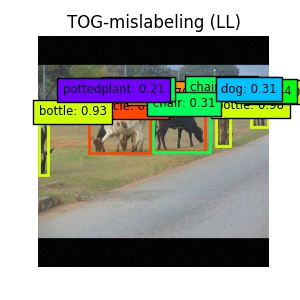 TOG-mislabeling (LL)
pottedplant: 0.21
dog: 0.31
bottle: 0.93
chair: 0.31
bottle: 0.98